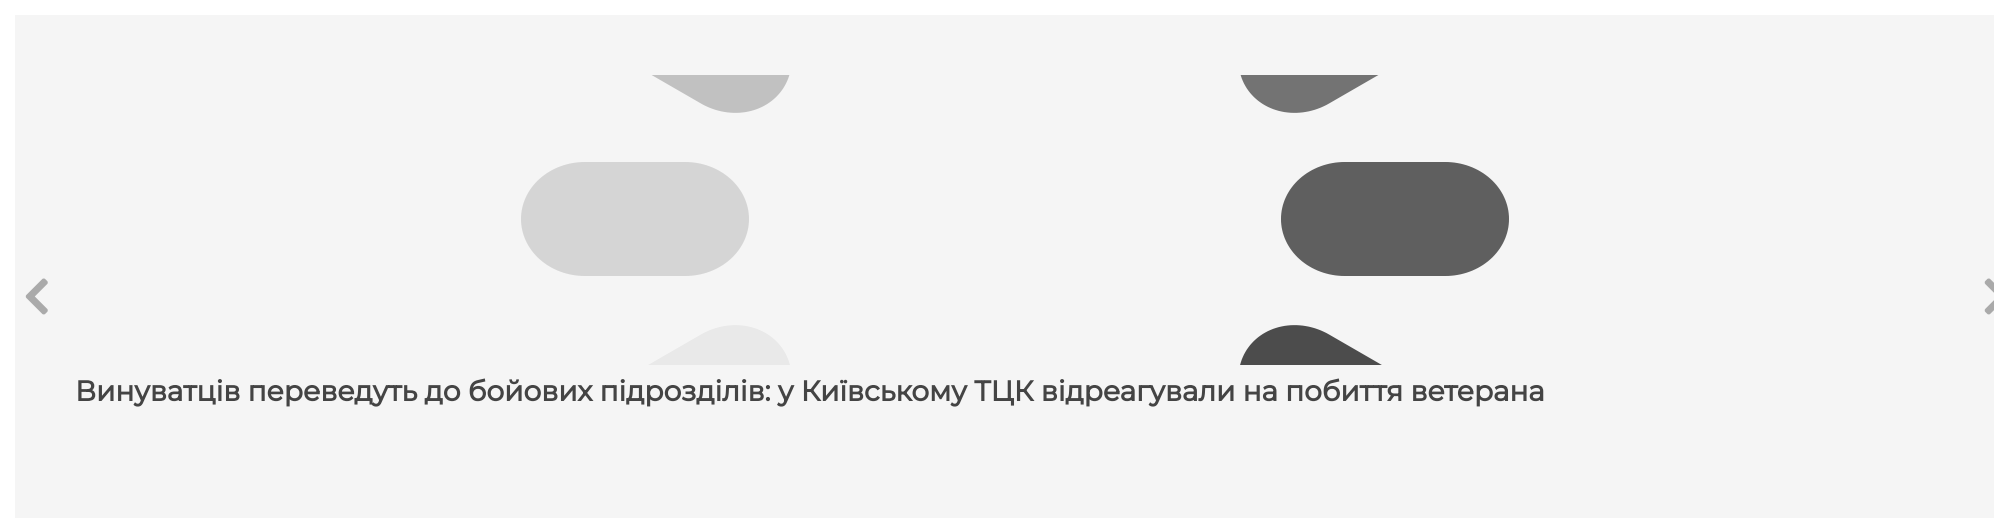 Винуватців переведуть до бойових підрозділів: у Київському ТЦК відреагували на побиття ветерана